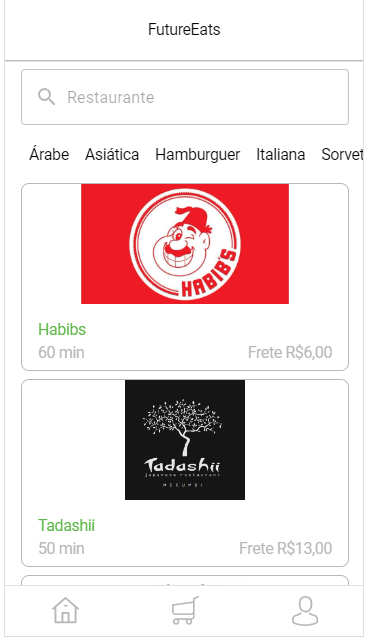 FutureEats
Restaurante
Árabe Asiática Hamburguer Italiana Sorvet
HABIB'S
Habibs
60 min Frete R$6,00
Tadashii
japanese restaurant
MEKUMEI
Tadashii
50 min Frete R$13,00